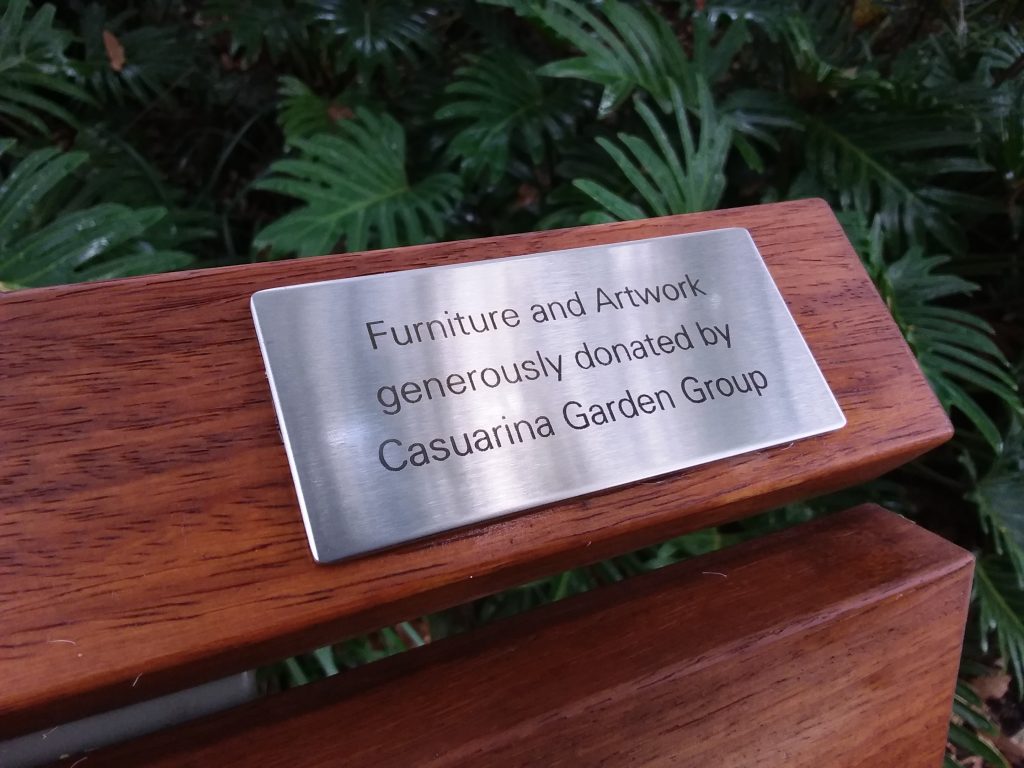 Furniture and Artwork
generously donated by
Casuarina Garden Group